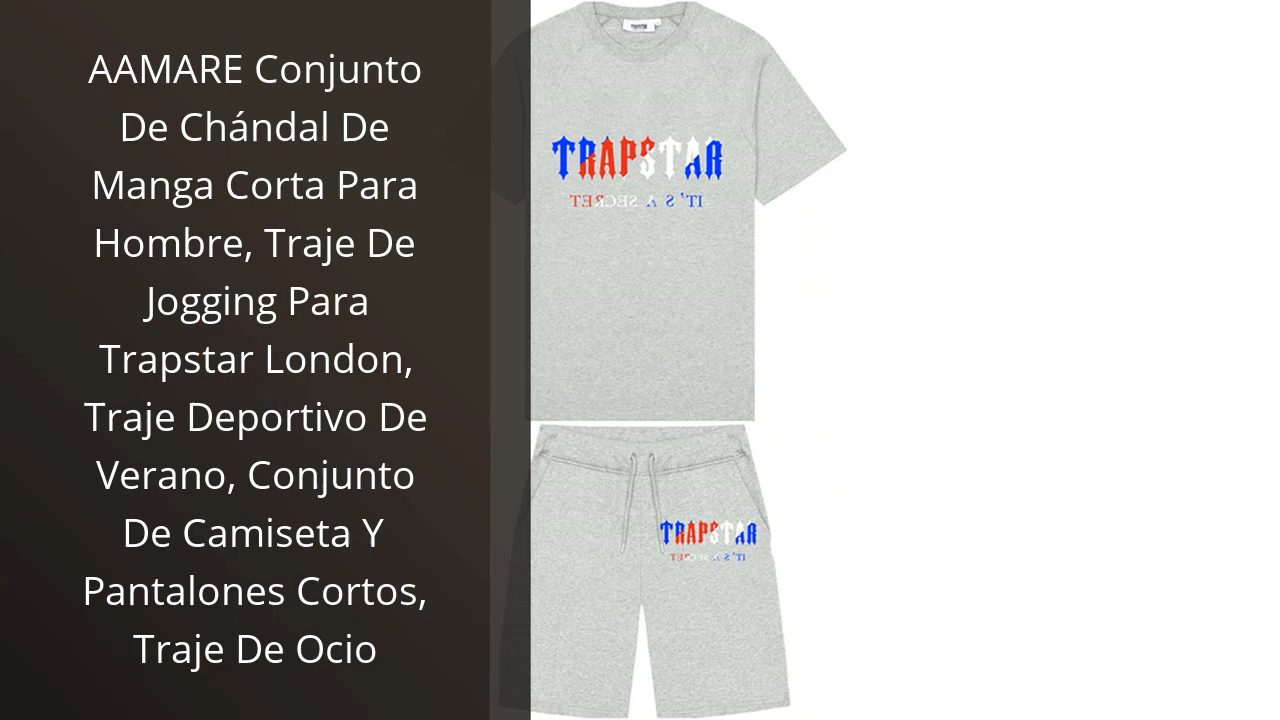 AAMARE Conjunto
De Chándal De
Manga Corta Para
Hombre, Traje De
Jogging Para
Trapstar London,
Traje Deportivo De
Verano, Conjunto
De Camiseta Y
Pantalones Cortos,
Traje De Ocio
TRAPSTAR
IT'S A SECRET
TRAPSTAR
IT'S A SECRET